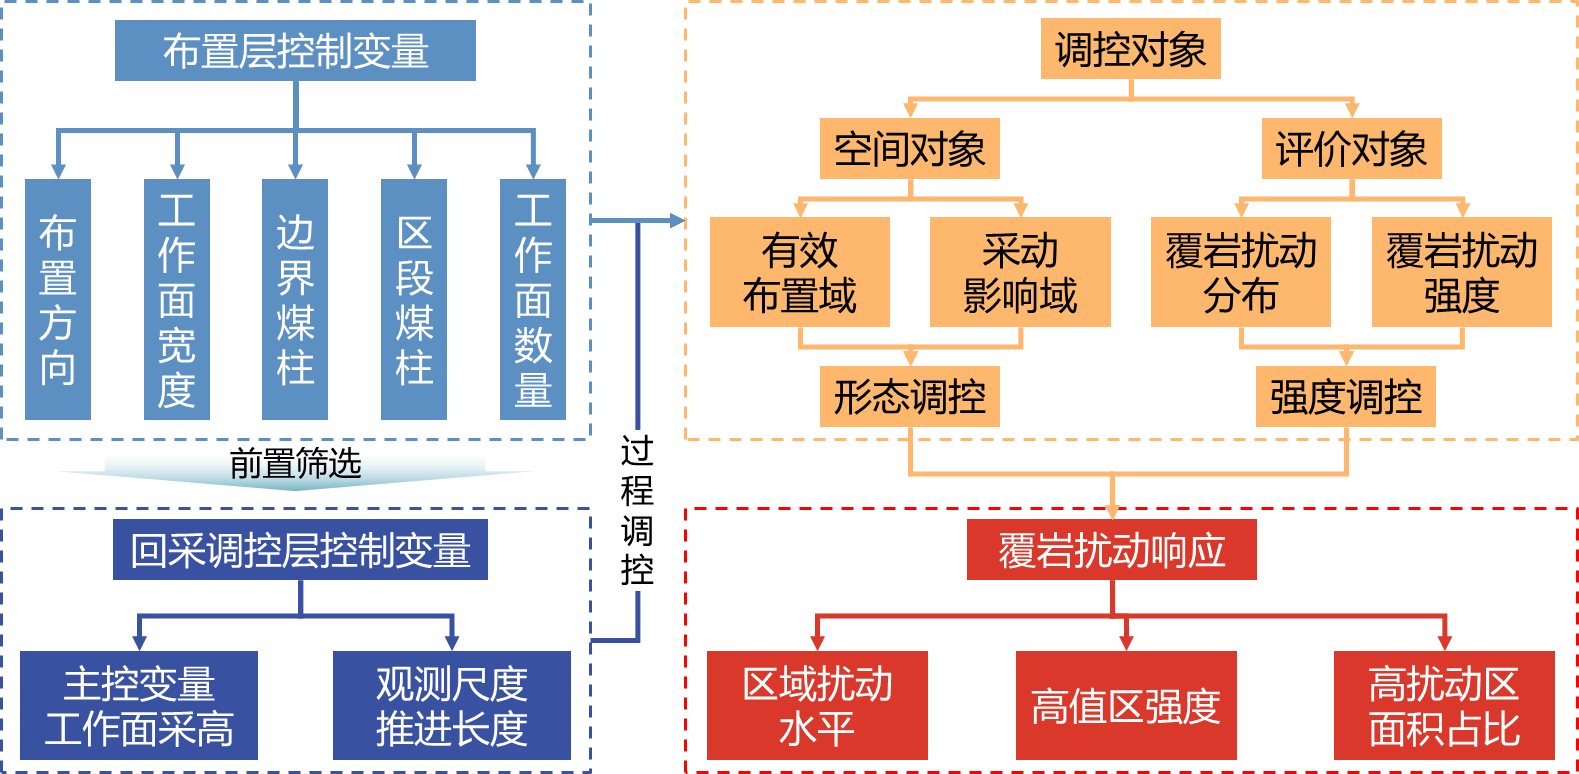 布置层控制变量
布置方向
工作面宽度
边界煤柱
区段煤柱
工作面数量
前置筛选
回采调控层控制变量
主控变量
工作面采高
观测尺度
推进长度
过程调控
调控对象
空间对象
评价对象
有效
布置域
采动
影响域
覆岩扰动
分布
覆岩扰动
强度
形态调控
强度调控
覆岩扰动响应
区域扰动
水平
高值区强度
高扰动区
面积占比